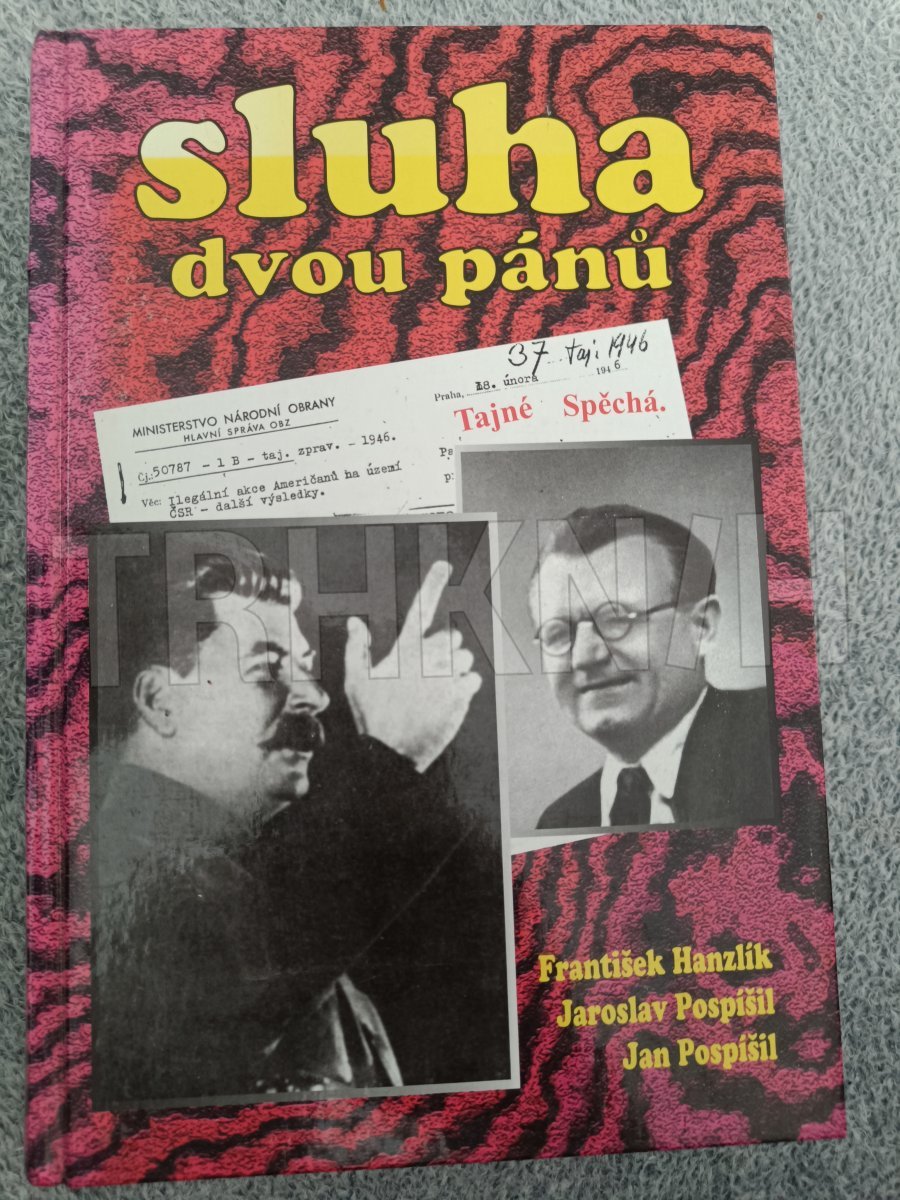 sluha
dvou pánů
37 taj. 1946
Praha, 18. února 1946
MINISTERSTVO NÁRODNÍ OBRANY
HLAVNÍ SPRÁVA OBZ
Tajné Spěchá.
Čj. 50787 - 1 B - taj. zprav. - 1946.
Věc: Ilegální akce Američanů na území
ČSR - další výsledky.
TRHKNIH
František Hanzlík
Jaroslav Pospíšil
Jan Pospíšil